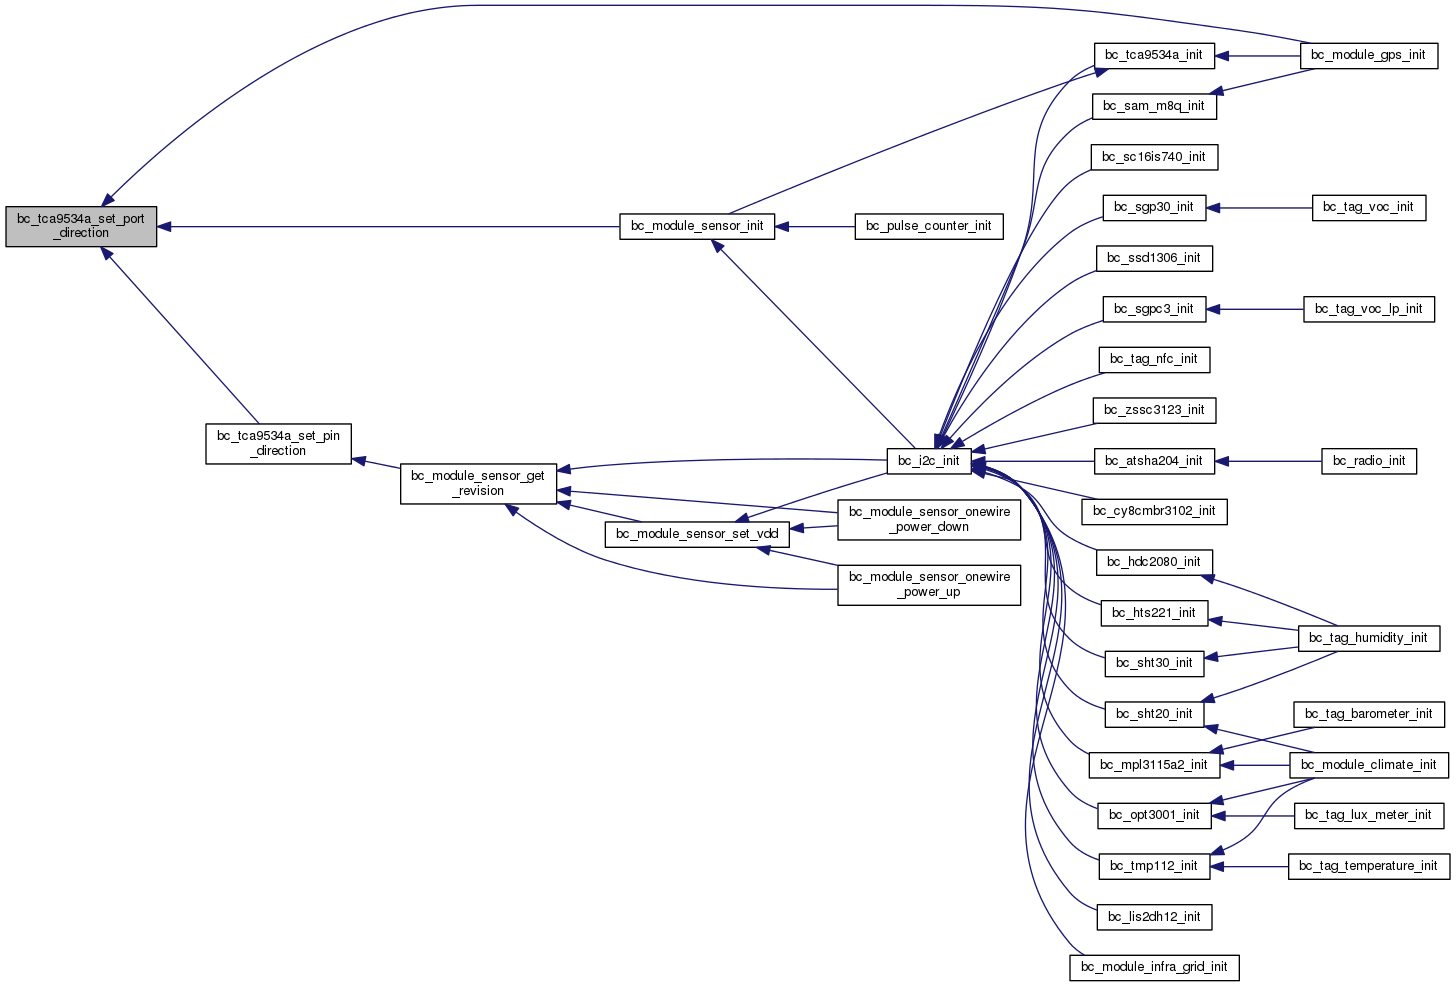 bc_tca9534a_set_port
_direction
bc_tca9534a_set_pin
_direction
bc_module_sensor_get
_revision
bc_module_sensor_init
bc_module_sensor_set_vdd
bc_pulse_counter_init
bc_i2c_init
bc_module_sensor_onewire
_power_down
bc_module_sensor_onewire
_power_up
bc_tca9534a_init
bc_sam_m8q_init
bc_sc16is740_init
bc_sgp30_init
bc_ssd1306_init
bc_sgpc3_init
bc_tag_nfc_init
bc_zssc3123_init
bc_atsha204_init
bc_cy8cmbr3102_init
bc_hdc2080_init
bc_hts221_init
bc_sht30_init
bc_sht20_init
bc_mpl3115a2_init
bc_opt3001_init
bc_tmp112_init
bc_lis2dh12_init
bc_module_infra_grid_init
bc_module_gps_init
bc_tag_voc_init
bc_tag_voc_lp_init
bc_radio_init
bc_tag_humidity_init
bc_tag_barometer_init
bc_module_climate_init
bc_tag_lux_meter_init
bc_tag_temperature_init